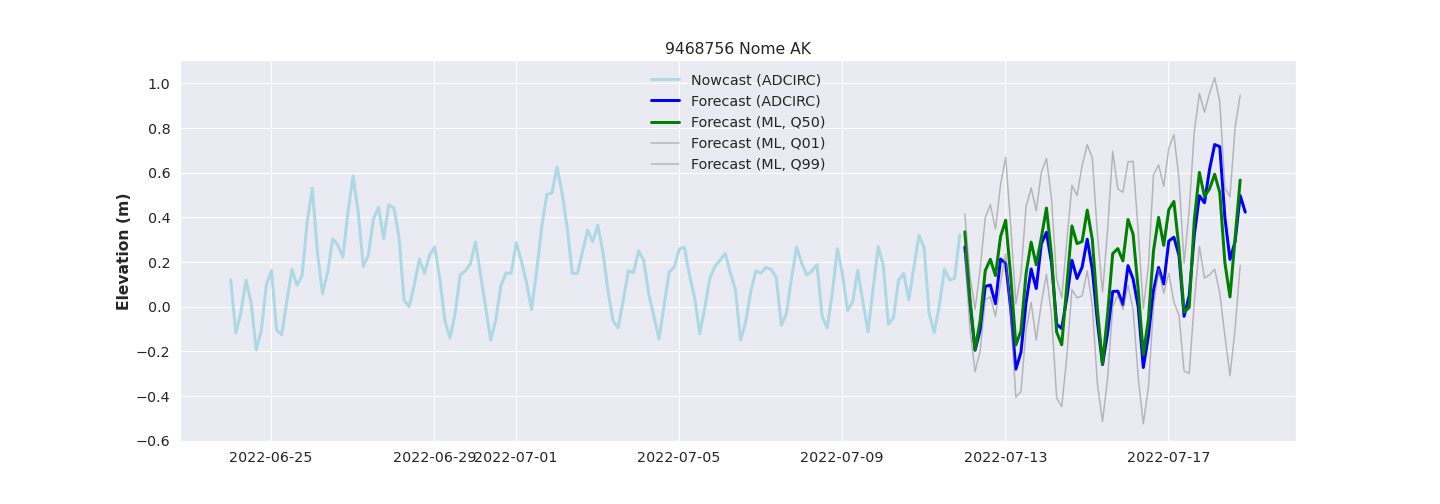 9468756 Nome AK
Elevation (m)
1.0
0.8
0.6
0.4
0.2
0.0
−0.2
−0.4
−0.6
Nowcast (ADCIRC)
Forecast (ADCIRC)
Forecast (ML, Q50)
Forecast (ML, Q01)
Forecast (ML, Q99)
2022-06-25 2022-06-29 2022-07-01 2022-07-05 2022-07-09 2022-07-13 2022-07-17